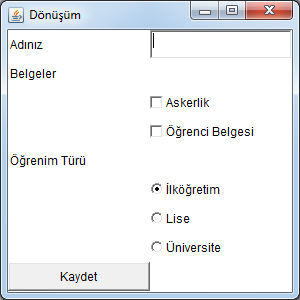 Dönüşüm
Adınız
Belgeler
Askerlik
Öğrenci Belgesi
Öğrenim Türü
İlköğretim
Lise
Üniversite
Kaydet